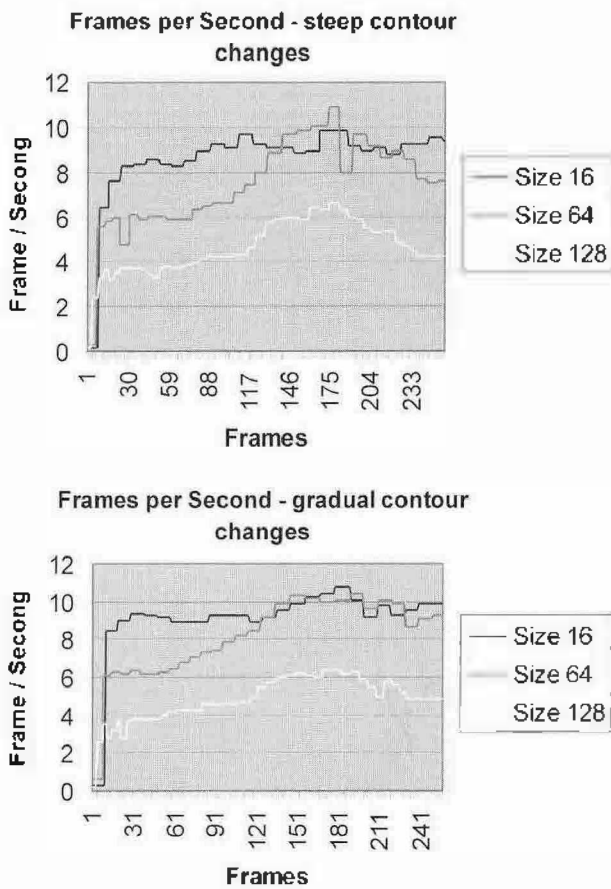 Frames per Second - steep contour
changes
12
10
8
6
4
2
0
Frame / Secong
1
30
59
88
117
146
175
204
233
Frames
Size 16
Size 64
Size 128
Frames per Second - gradual contour
changes
12
10
8
6
4
2
0
Frame / Secong
1
31
61
91
121
151
181
211
241
Frames
Size 16
Size 64
Size 128